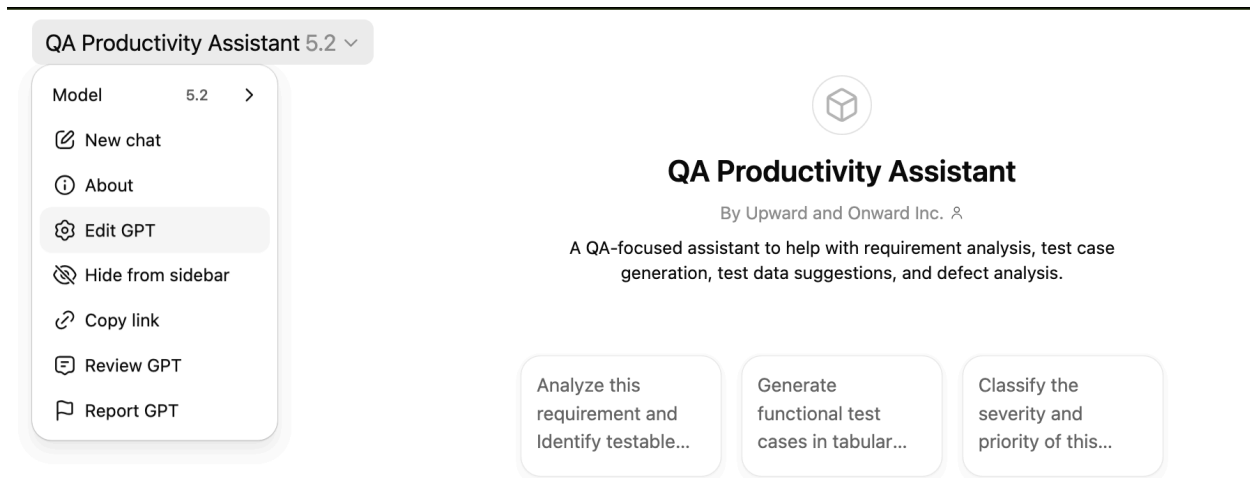 QA Productivity Assistant 5.2
Model 5.2
New chat
About
Edit GPT
Hide from sidebar
Copy link
Review GPT
Report GPT
QA Productivity Assistant
By Upward and Onward Inc.
A QA-focused assistant to help with requirement analysis, test case
generation, test data suggestions, and defect analysis.
Analyze this
requirement and
Identify testable...
Generate
functional test
cases in tabular...
Classify the
severity and
priority of this...